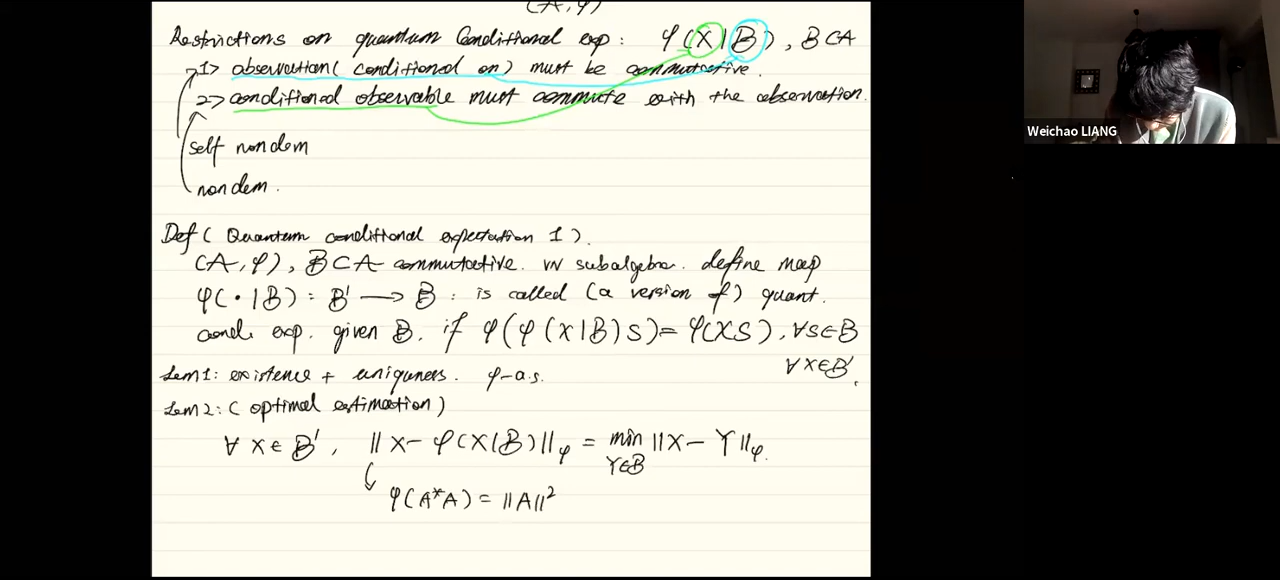 (A, φ)
Restrictions on quantum Conditional exp: φ(X|B), B⊂A
1> observation (conditional on) must be commutative.
2> conditional observable must commute with the observation.
self nondem
nondem.
Def (Quantum conditional expectation 1).
(A, φ), B⊂A commutative. VN subalgebra. define map
φ(·|B): B' → B : is called (a version of) quant.
cond. exp. given B. if φ(φ(X|B)S) = φ(XS), ∀S∈B
∀X∈B'.
Lem1: existence + uniqueness. φ-a.s.
Lem2: (optimal estimation)
∀ X∈B', ‖X - φ(X|B)‖φ = min ‖X - Y‖φ.
Y∈B
φ(A*A) = ‖A‖²
Weichao LIANG